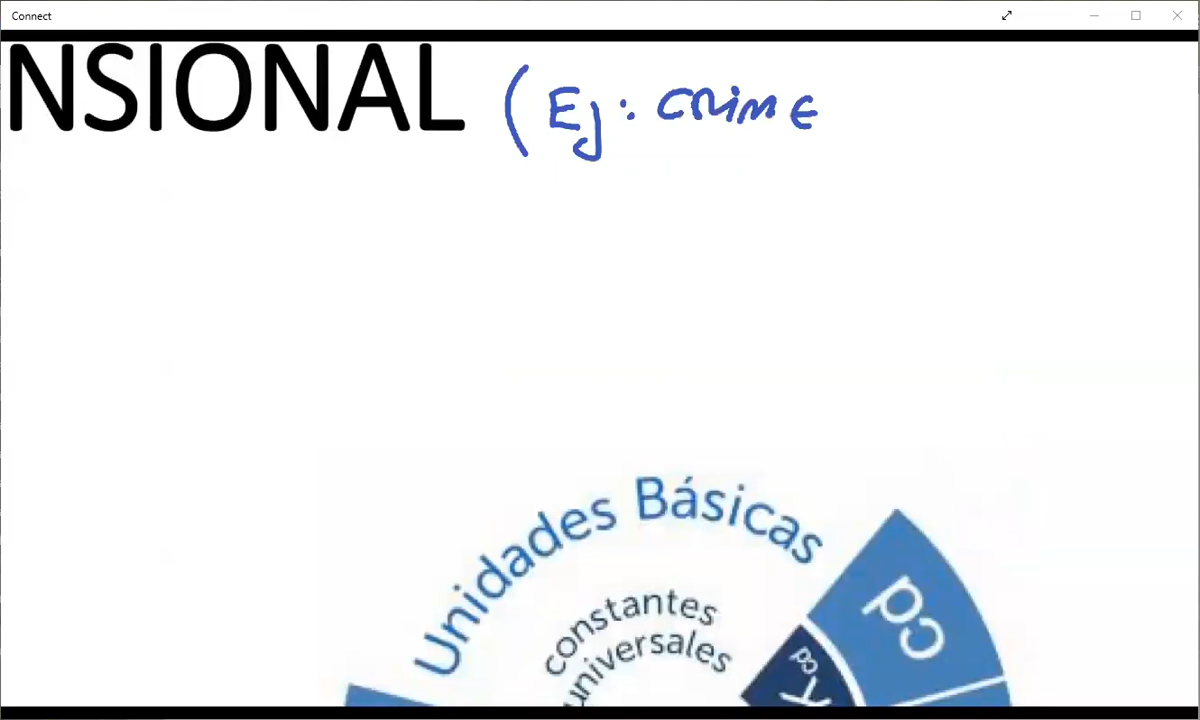 Connect
NSIONAL (Ej: CRIME
Unidades Básicas
constantes
universales
cd
cd
K